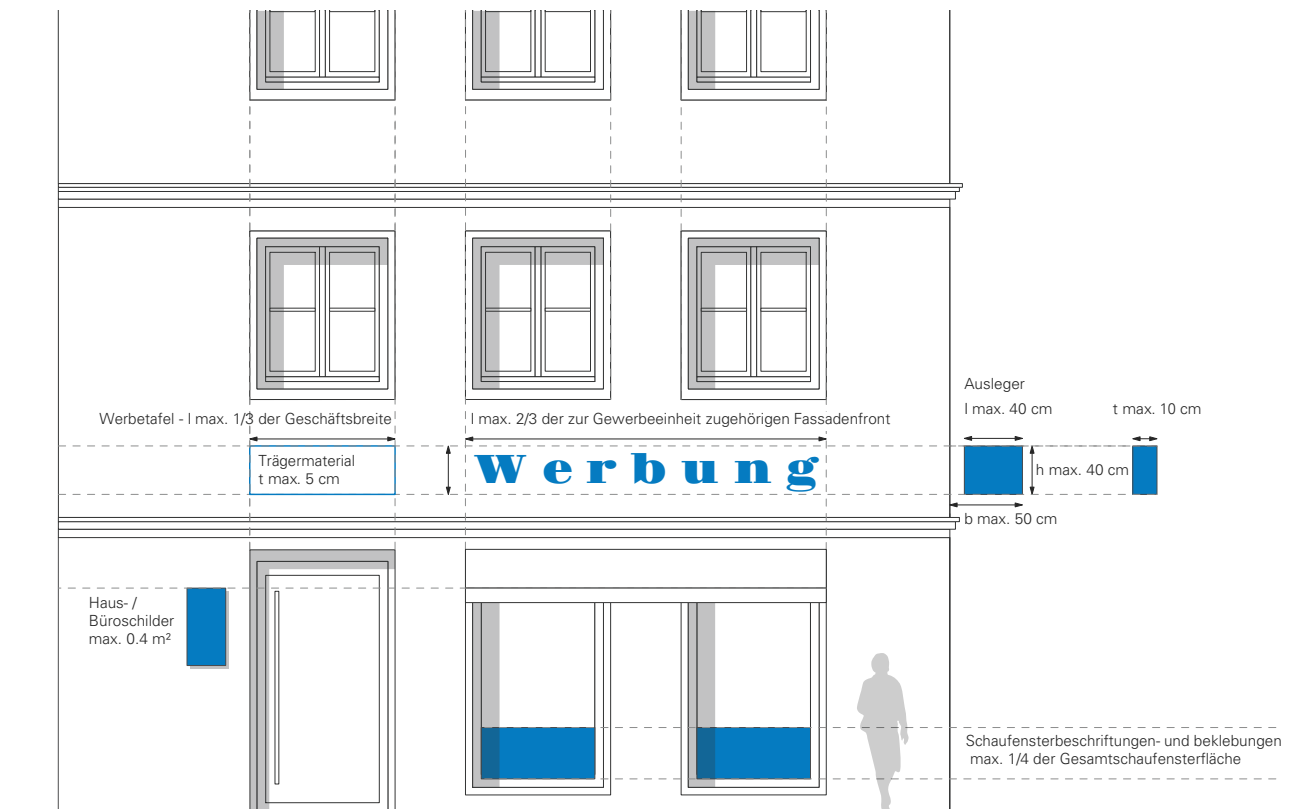 Ausleger
Werbetafel - l max. 1/3 der Geschäftsbreite
l max. 2/3 der zur Gewerbeeinheit zugehörigen Fassadenfront
l max. 40 cm
t max. 10 cm
Trägermaterial
t max. 5 cm
Werbung
h max. 40 cm
b max. 50 cm
Haus- /
Büroschilder
max. 0.4 m²
Schaufensterbeschriftungen- und beklebungen
max. 1/4 der Gesamtschaufensterfläche